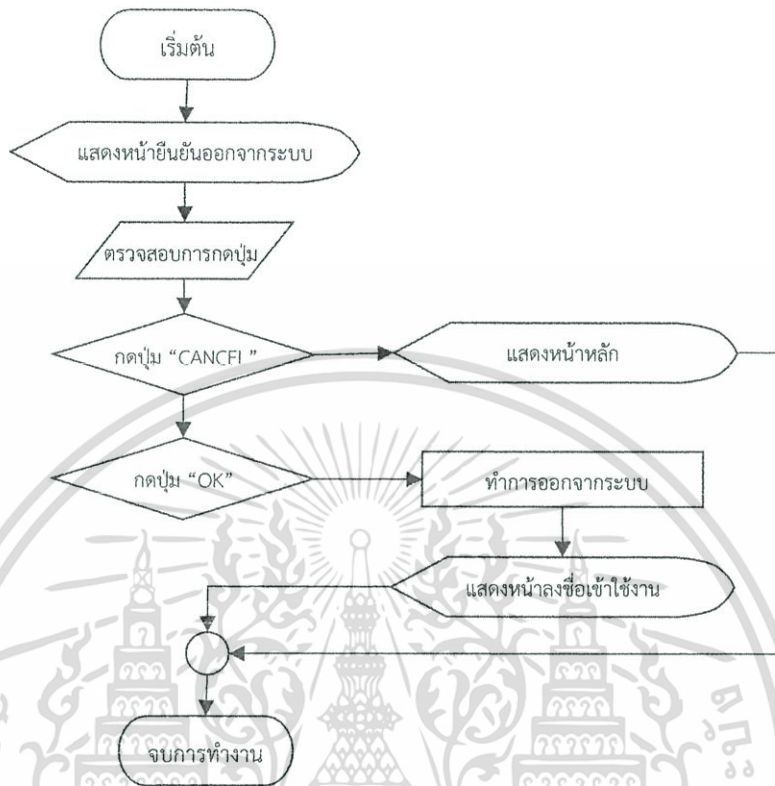 เริ่มต้น
แสดงหน้ายืนยันออกจากระบบ
ตรวจสอบการกดปุ่ม
กดปุ่ม “CANCFI ”
แสดงหน้าหลัก
กดปุ่ม “OK”
ทำการออกจากระบบ
แสดงหน้าลงชื่อเข้าใช้งาน
จบการทำงาน